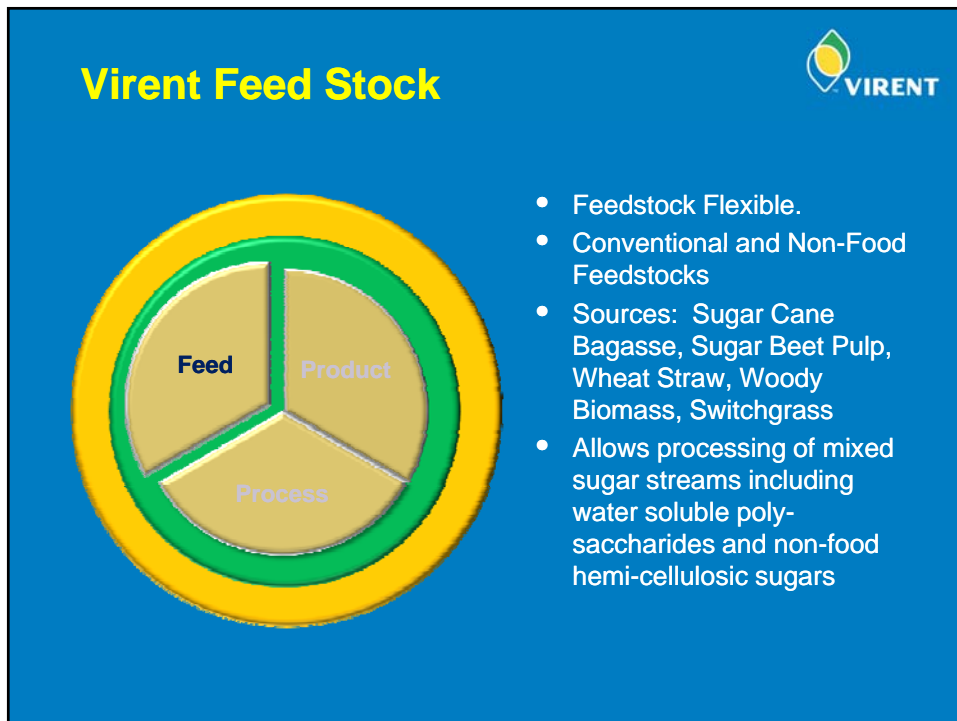 Virent Feed Stock
VIRENT
Feed
Product
Process
• Feedstock Flexible.
• Conventional and Non-Food
Feedstocks
• Sources: Sugar Cane
Bagasse, Sugar Beet Pulp,
Wheat Straw, Woody
Biomass, Switchgrass
• Allows processing of mixed
sugar streams including
water soluble poly-
saccharides and non-food
hemi-cellulosic sugars